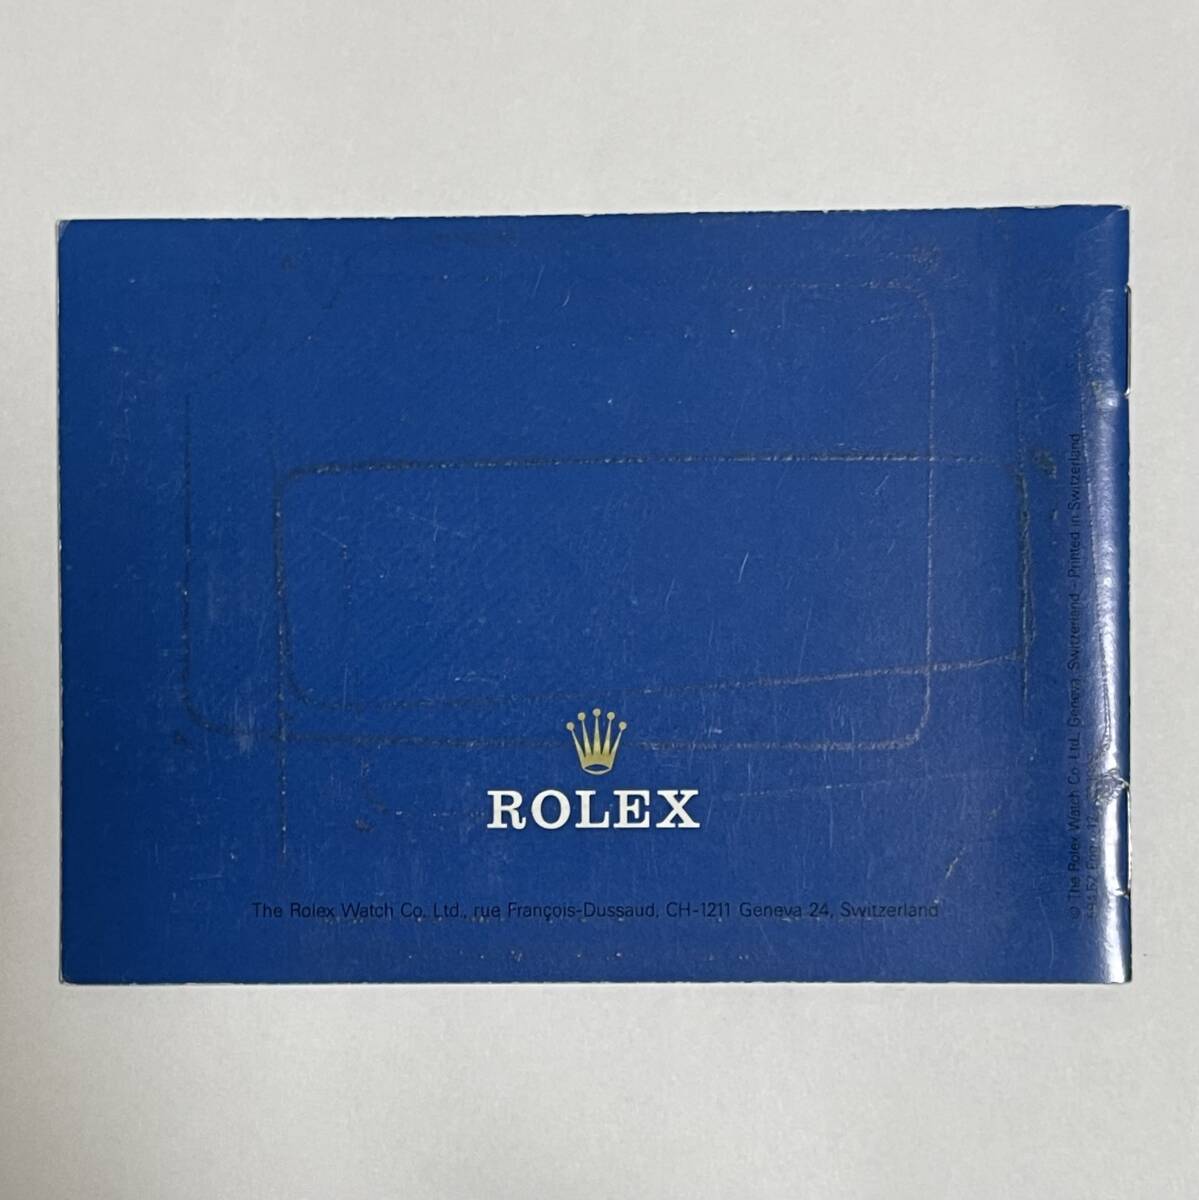 ROLEX
The Rolex Watch Co. Ltd., rue François-Dussaud, CH-1211 Geneva 24, Switzerland
© The Rolex Watch Co. Ltd., Geneva, Switzerland - Printed in Switzerland
Eng.